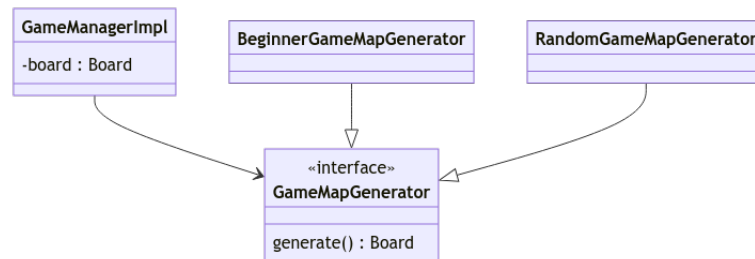 GameManagerImpl
-board : Board
BeginnerGameMapGenerator
RandomGameMapGenerator
«interface»
GameMapGenerator
generate() : Board